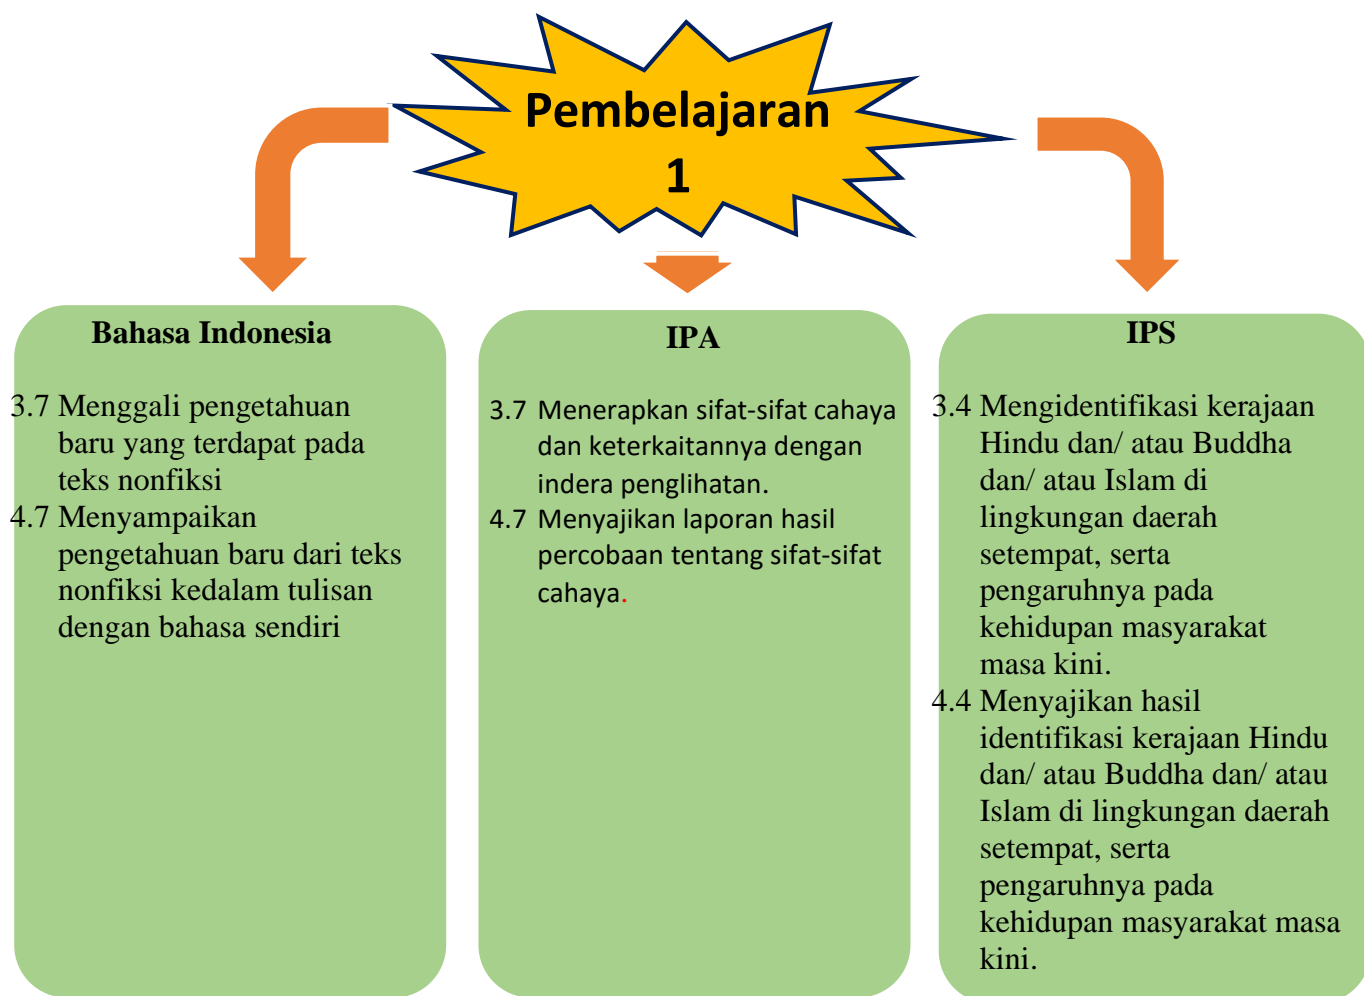 Pembelajaran
1
Bahasa Indonesia
3.7 Menggali pengetahuan
baru yang terdapat pada
teks nonfiksi
4.7 Menyampaikan
pengetahuan baru dari teks
nonfiksi kedalam tulisan
dengan bahasa sendiri
IPA
3.7 Menerapkan sifat-sifat cahaya
dan keterkaitannya dengan
indera penglihatan.
4.7 Menyajikan laporan hasil
percobaan tentang sifat-sifat
cahaya.
IPS
3.4 Mengidentifikasi kerajaan
Hindu dan/ atau Buddha
dan/ atau Islam di
lingkungan daerah
setempat, serta
pengaruhnya pada
kehidupan masyarakat
masa kini.
4.4 Menyajikan hasil
identifikasi kerajaan Hindu
dan/ atau Buddha dan/ atau
Islam di lingkungan daerah
setempat, serta
pengaruhnya pada
kehidupan masyarakat masa
kini.